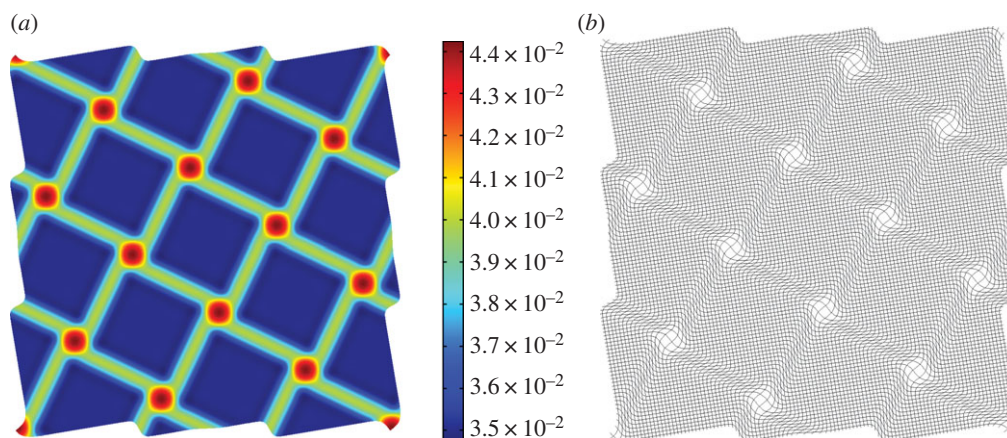 (a)
(b)
4.4 × 10⁻²
4.3 × 10⁻²
4.2 × 10⁻²
4.1 × 10⁻²
4.0 × 10⁻²
3.9 × 10⁻²
3.8 × 10⁻²
3.7 × 10⁻²
3.6 × 10⁻²
3.5 × 10⁻²